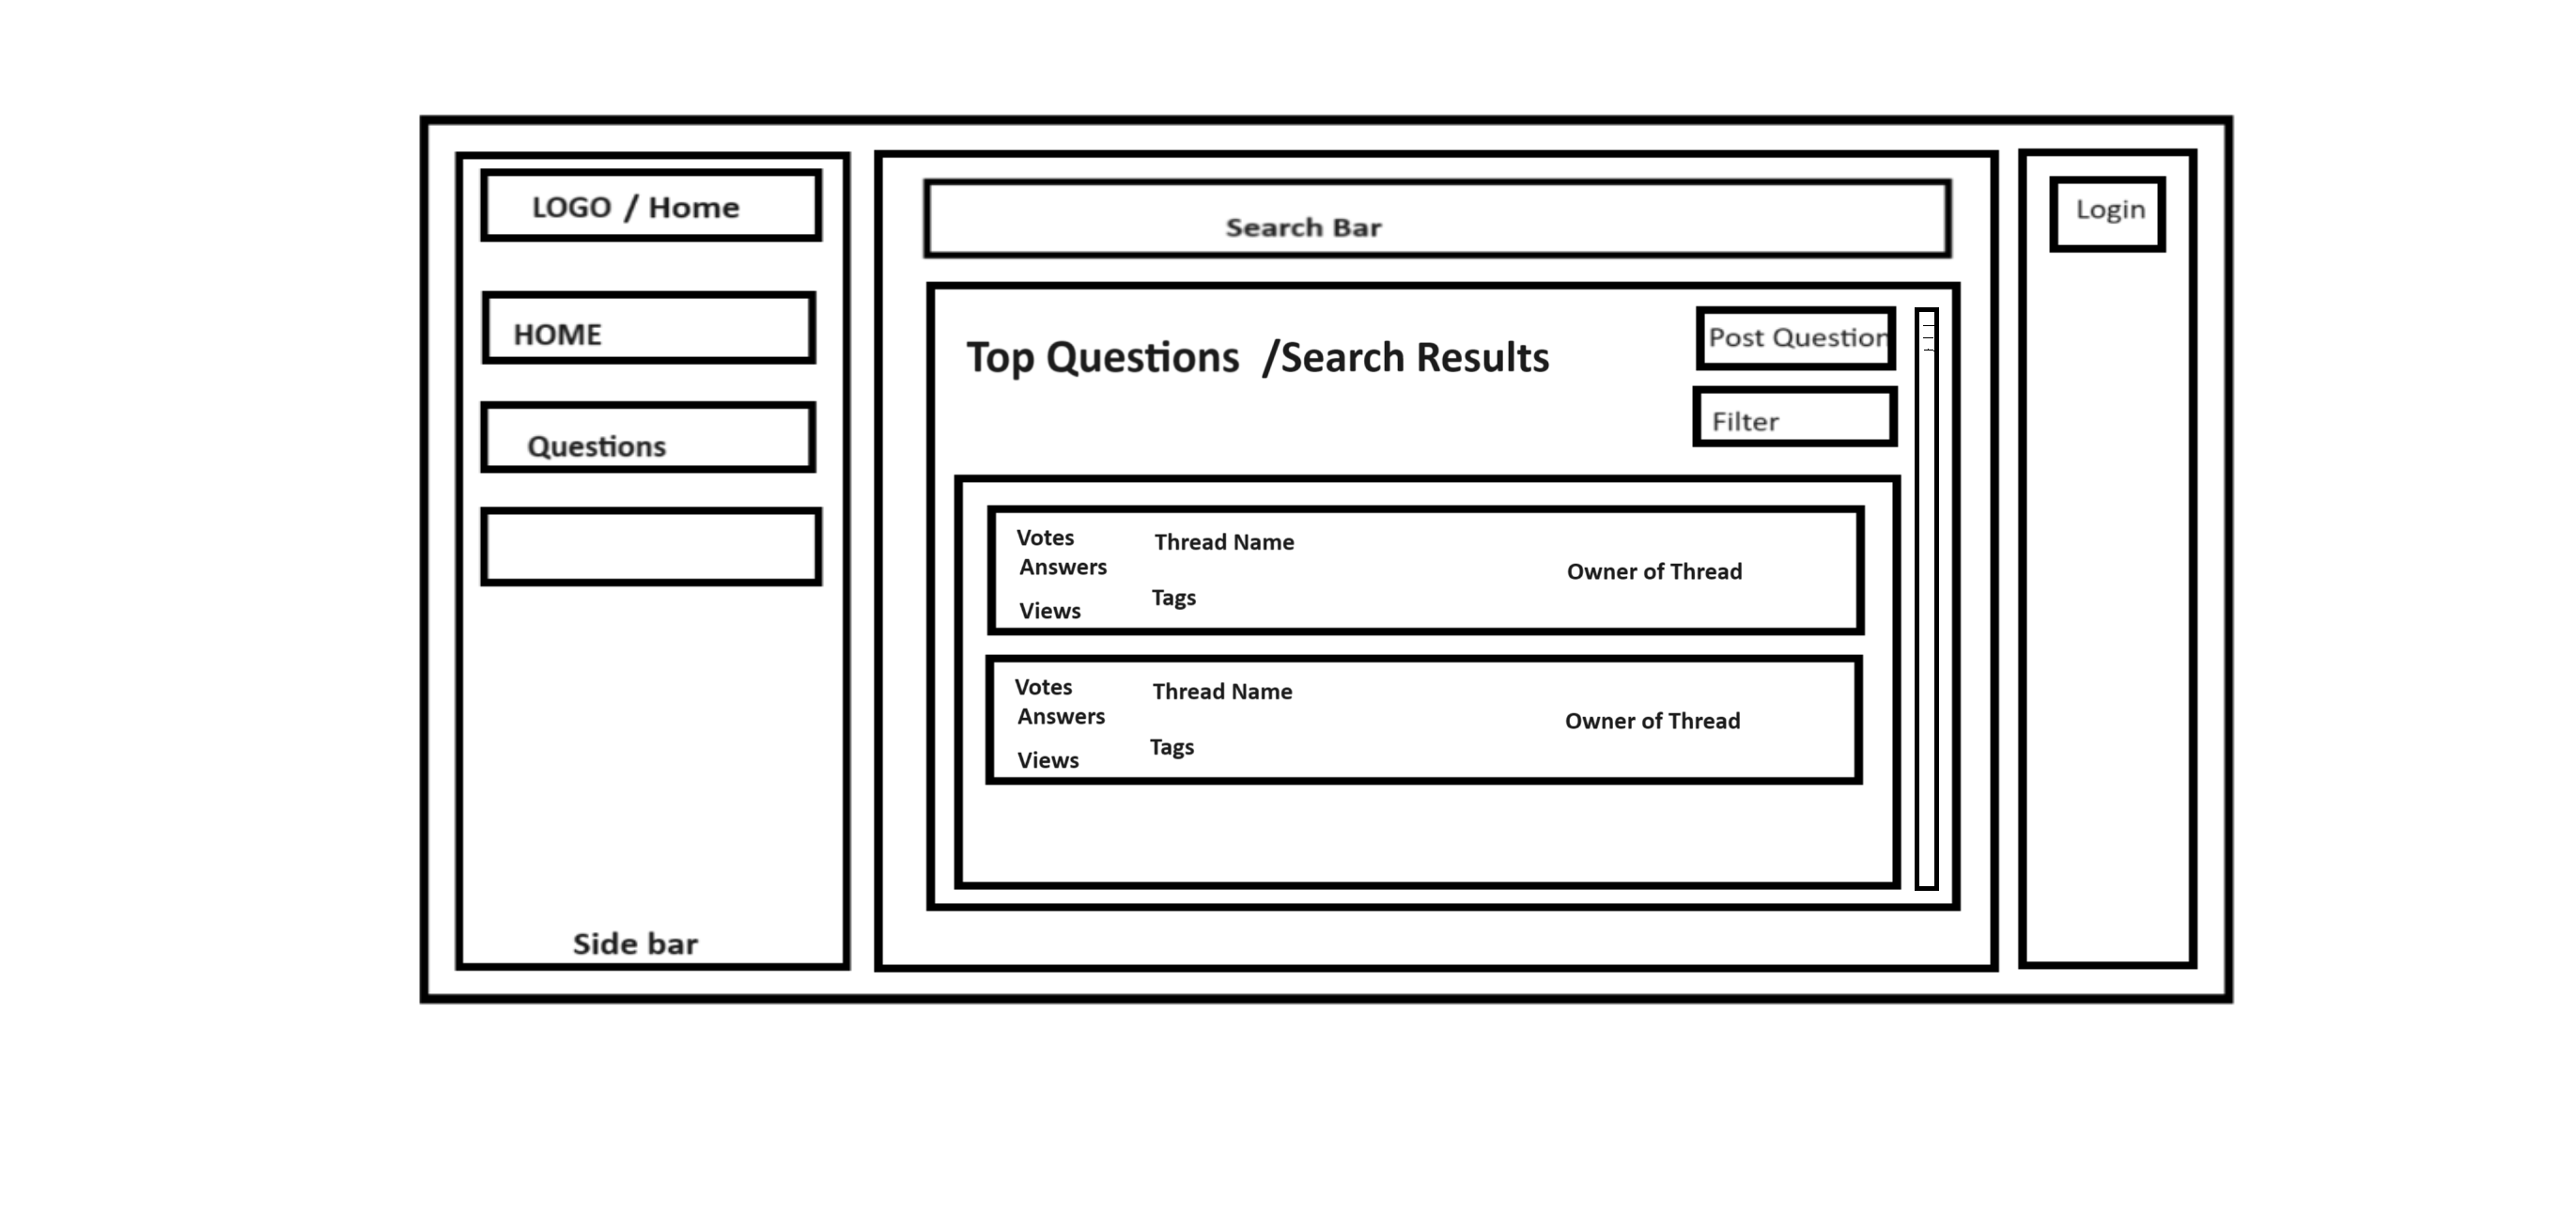 LOGO / Home
HOME
Questions
Side bar
Search Bar
Top Questions /Search Results
Post Question
Filter
Votes
Answers
Views
Thread Name
Tags
Owner of Thread
Votes
Answers
Views
Thread Name
Tags
Owner of Thread
Login